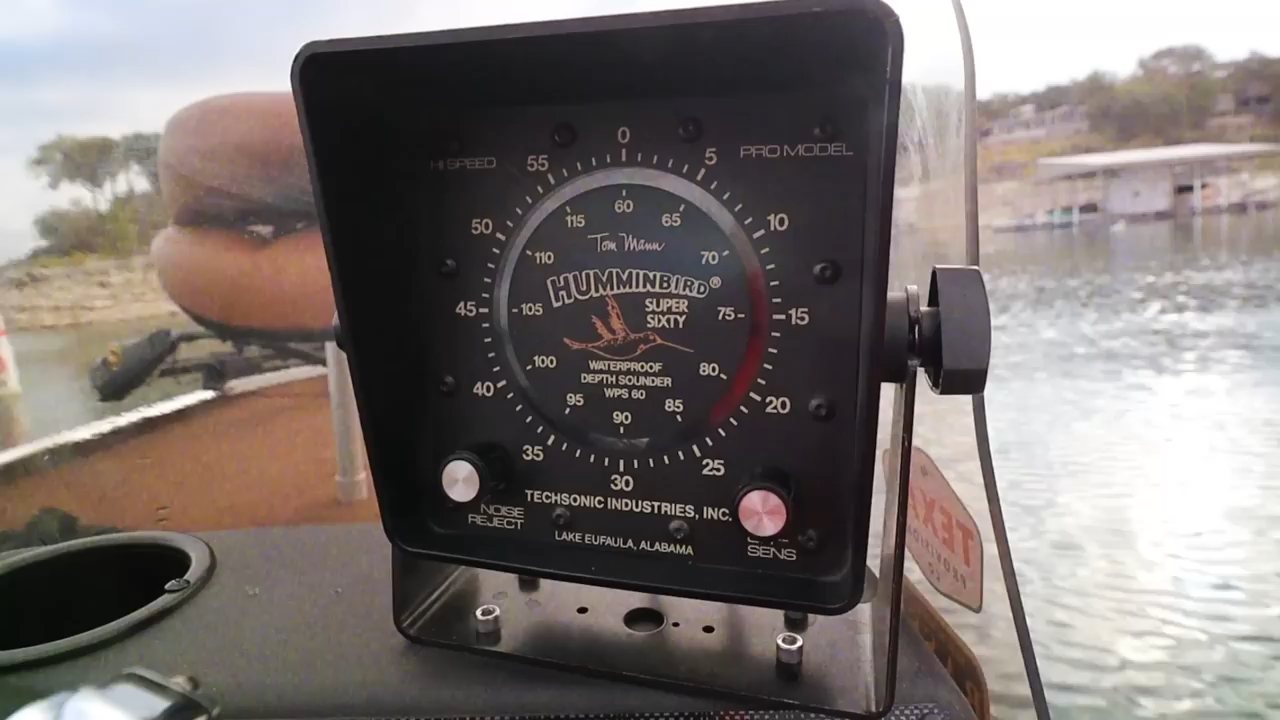 HI SPEED
PRO MODEL
0
5
10
15
20
25
30
35
40
45
50
55
60
65
70
75
80
85
90
95
100
105
110
115
Tom Mann
HUMMINBIRD®
SUPER
SIXTY
WATERPROOF
DEPTH SOUNDER
WPS 60
NOISE
REJECT
TECHSONIC INDUSTRIES, INC.
LAKE EUFAULA, ALABAMA
SENS